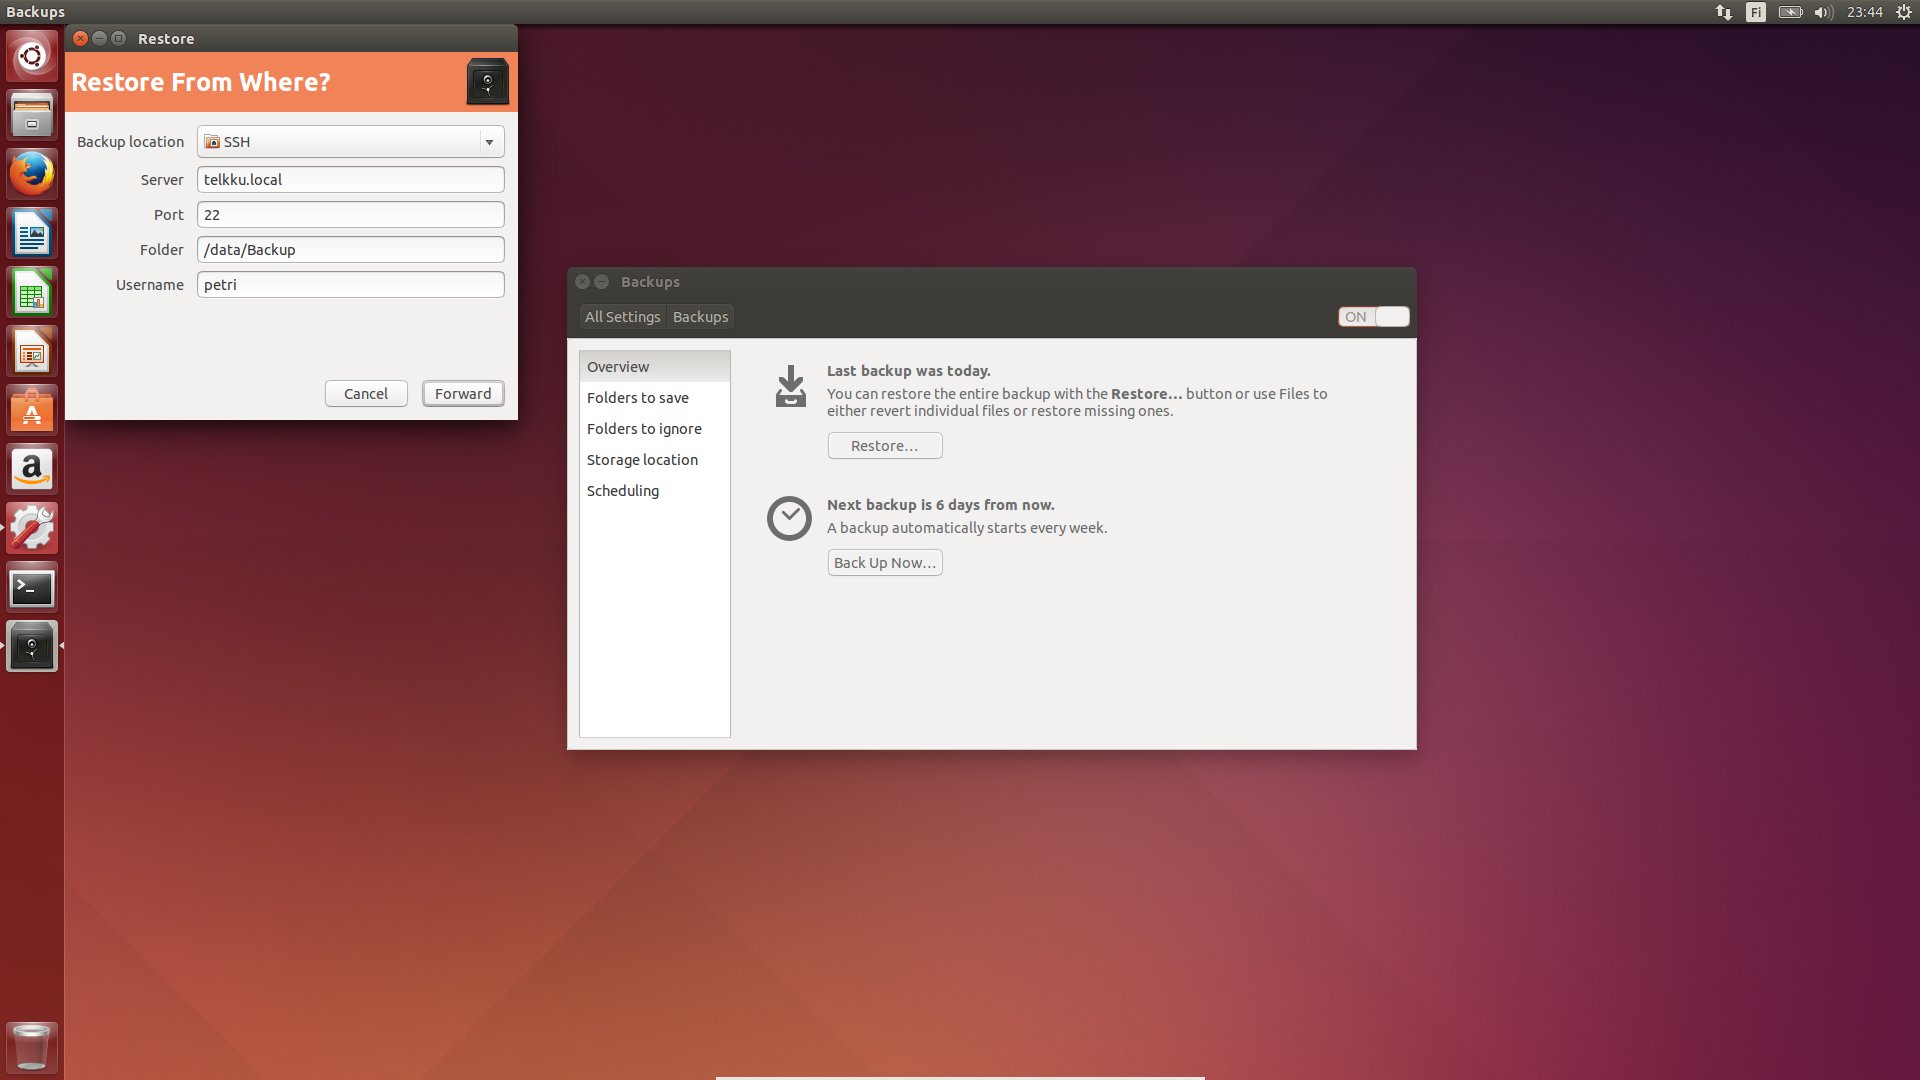 Backups
Fi
23:44
Restore
Restore From Where?
Backup location
SSH
Server
telkku.local
Port
22
Folder
/data/Backup
Username
petri
Cancel
Forward
Backups
All Settings
Backups
ON
Overview
Folders to save
Folders to ignore
Storage location
Scheduling
Last backup was today.
You can restore the entire backup with the Restore... button or use Files to
either revert individual files or restore missing ones.
Restore...
Next backup is 6 days from now.
A backup automatically starts every week.
Back Up Now...
A
a
>_